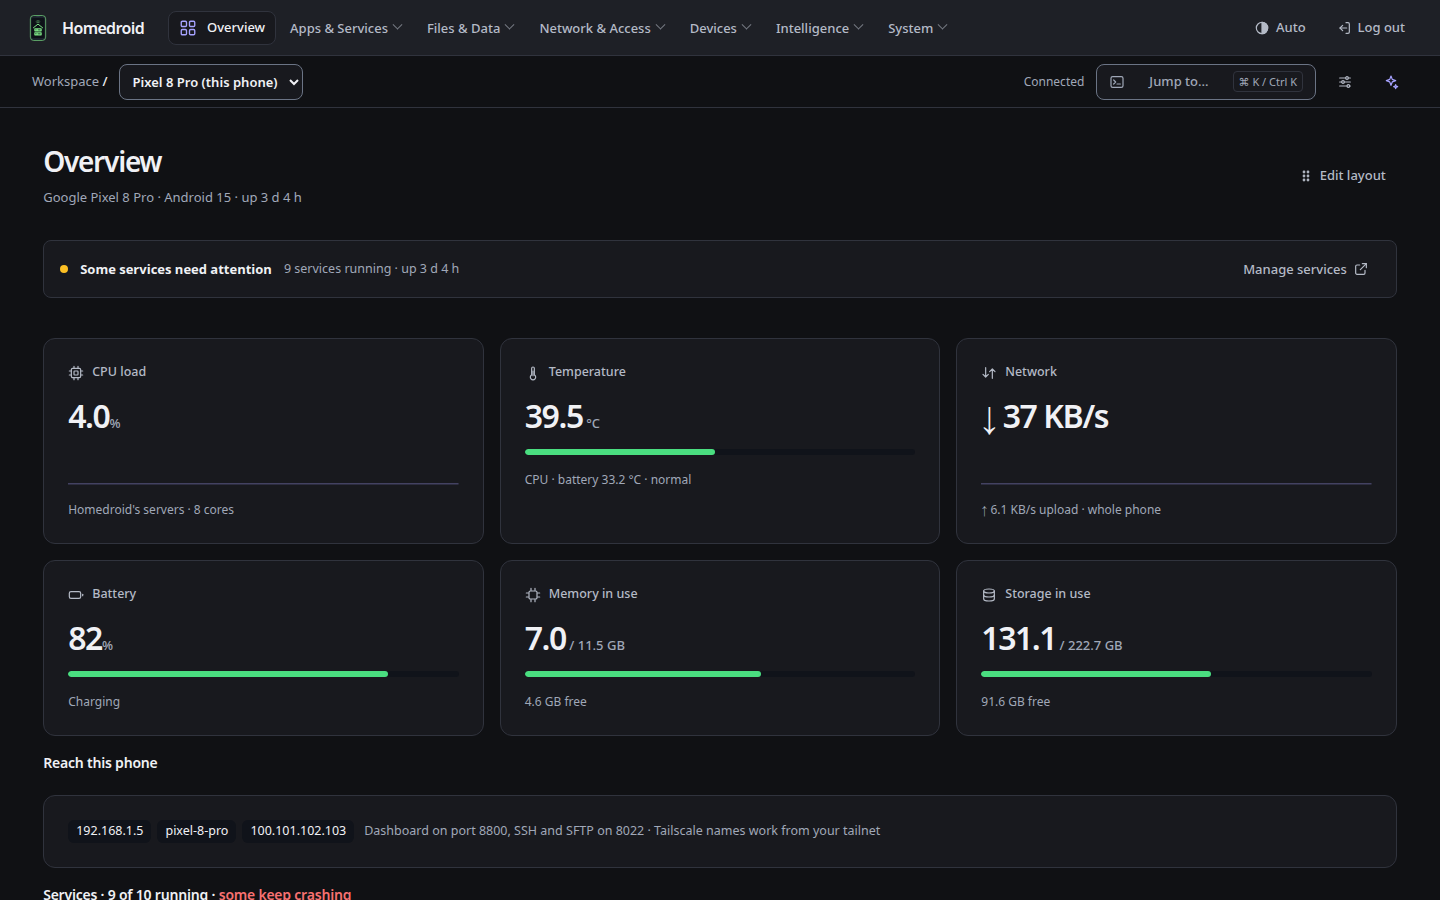 Homedroid
Overview
Apps & Services
Files & Data
Network & Access
Devices
Intelligence
System
Auto
Log out
Workspace /
Pixel 8 Pro (this phone)
Connected
Jump to...
⌘ K / Ctrl K
Overview
Google Pixel 8 Pro · Android 15 · up 3 d 4 h
Edit layout
Some services need attention
9 services running · up 3 d 4 h
Manage services
CPU load
4.0%
Homedroid's servers · 8 cores
Temperature
39.5 °C
CPU · battery 33.2 °C · normal
Network
↓ 37 KB/s
↑ 6.1 KB/s upload · whole phone
Battery
82%
Charging
Memory in use
7.0 / 11.5 GB
4.6 GB free
Storage in use
131.1 / 222.7 GB
91.6 GB free
Reach this phone
192.168.1.5
pixel-8-pro
100.101.102.103
Dashboard on port 8800, SSH and SFTP on 8022 · Tailscale names work from your tailnet
Services · 9 of 10 running · some keep crashing